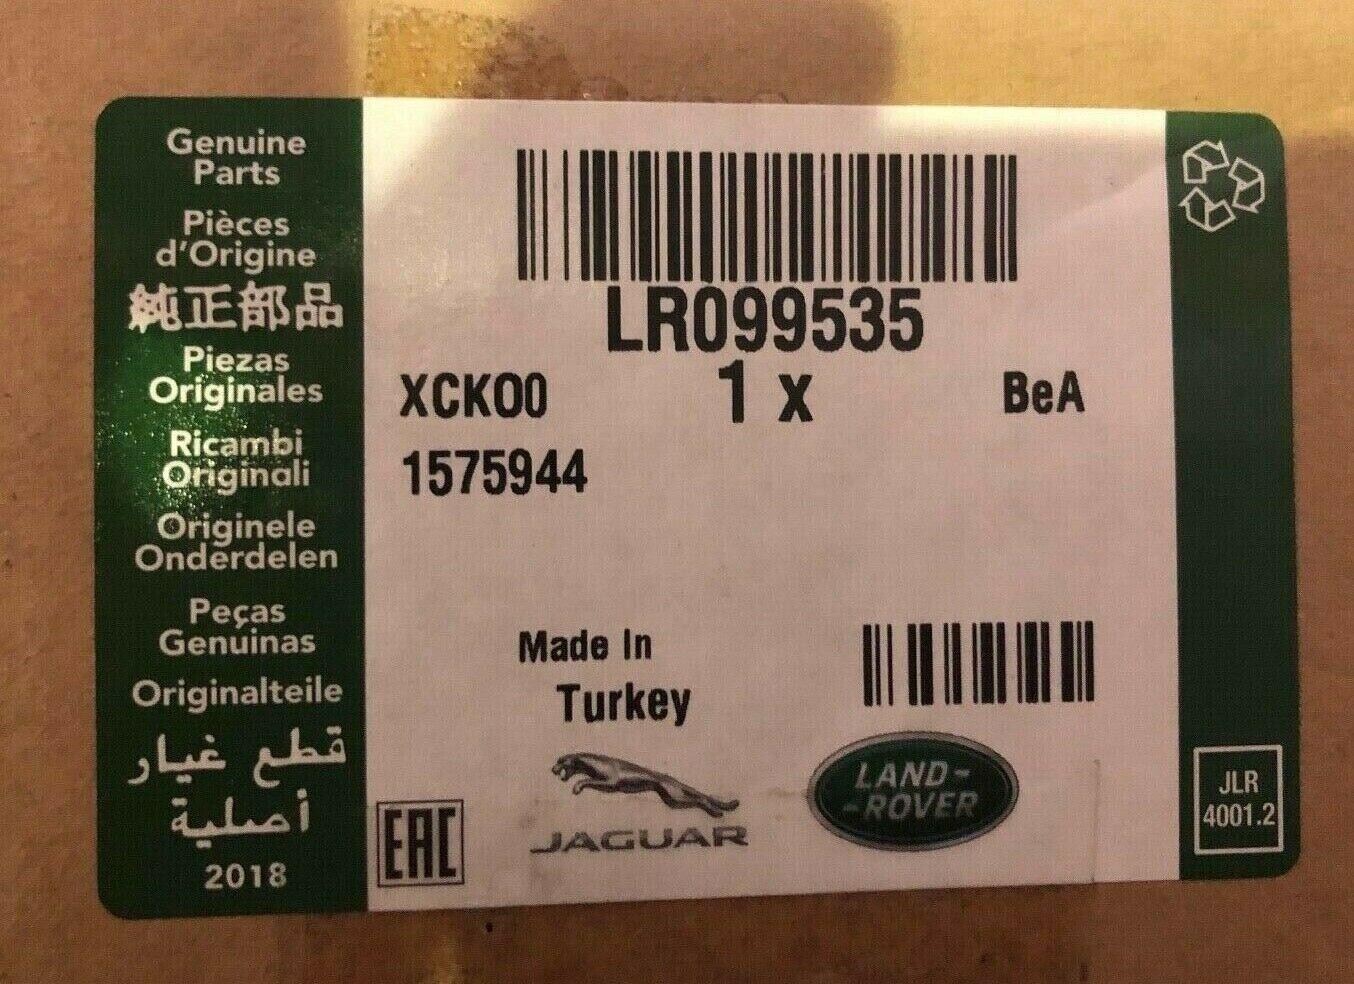 Genuine
Parts
Pièces
d'Origine
純正部品
Piezas
Originales
Ricambi
Originali
Originele
Onderdelen
Peças
Genuinas
Originalteile
قطع غيار
أصلية
2018
LR099535
XCK00
1 x
BeA
1575944
Made In
Turkey
EAC
JAGUAR
LAND-
-ROVER
JLR
4001.2